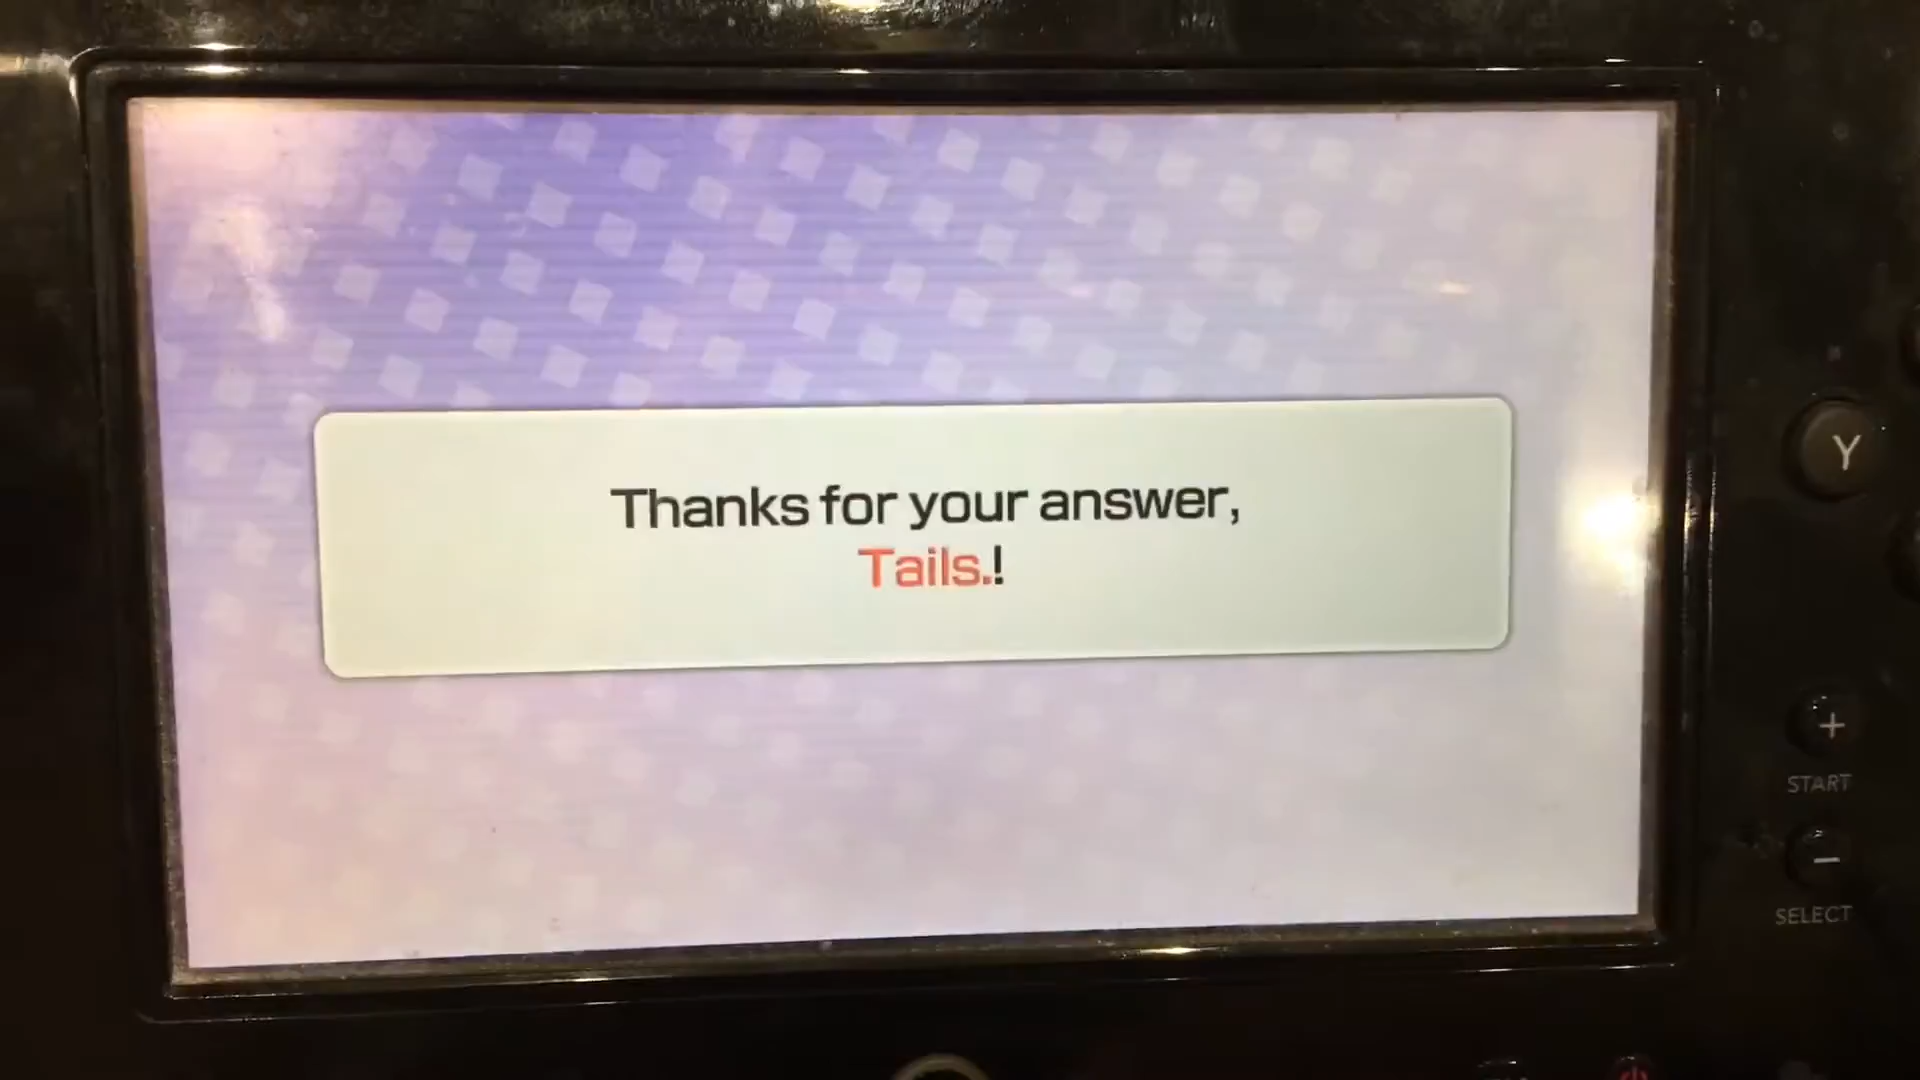 Thanks for your answer,
Tails.!
Y
+
START
−
SELECT